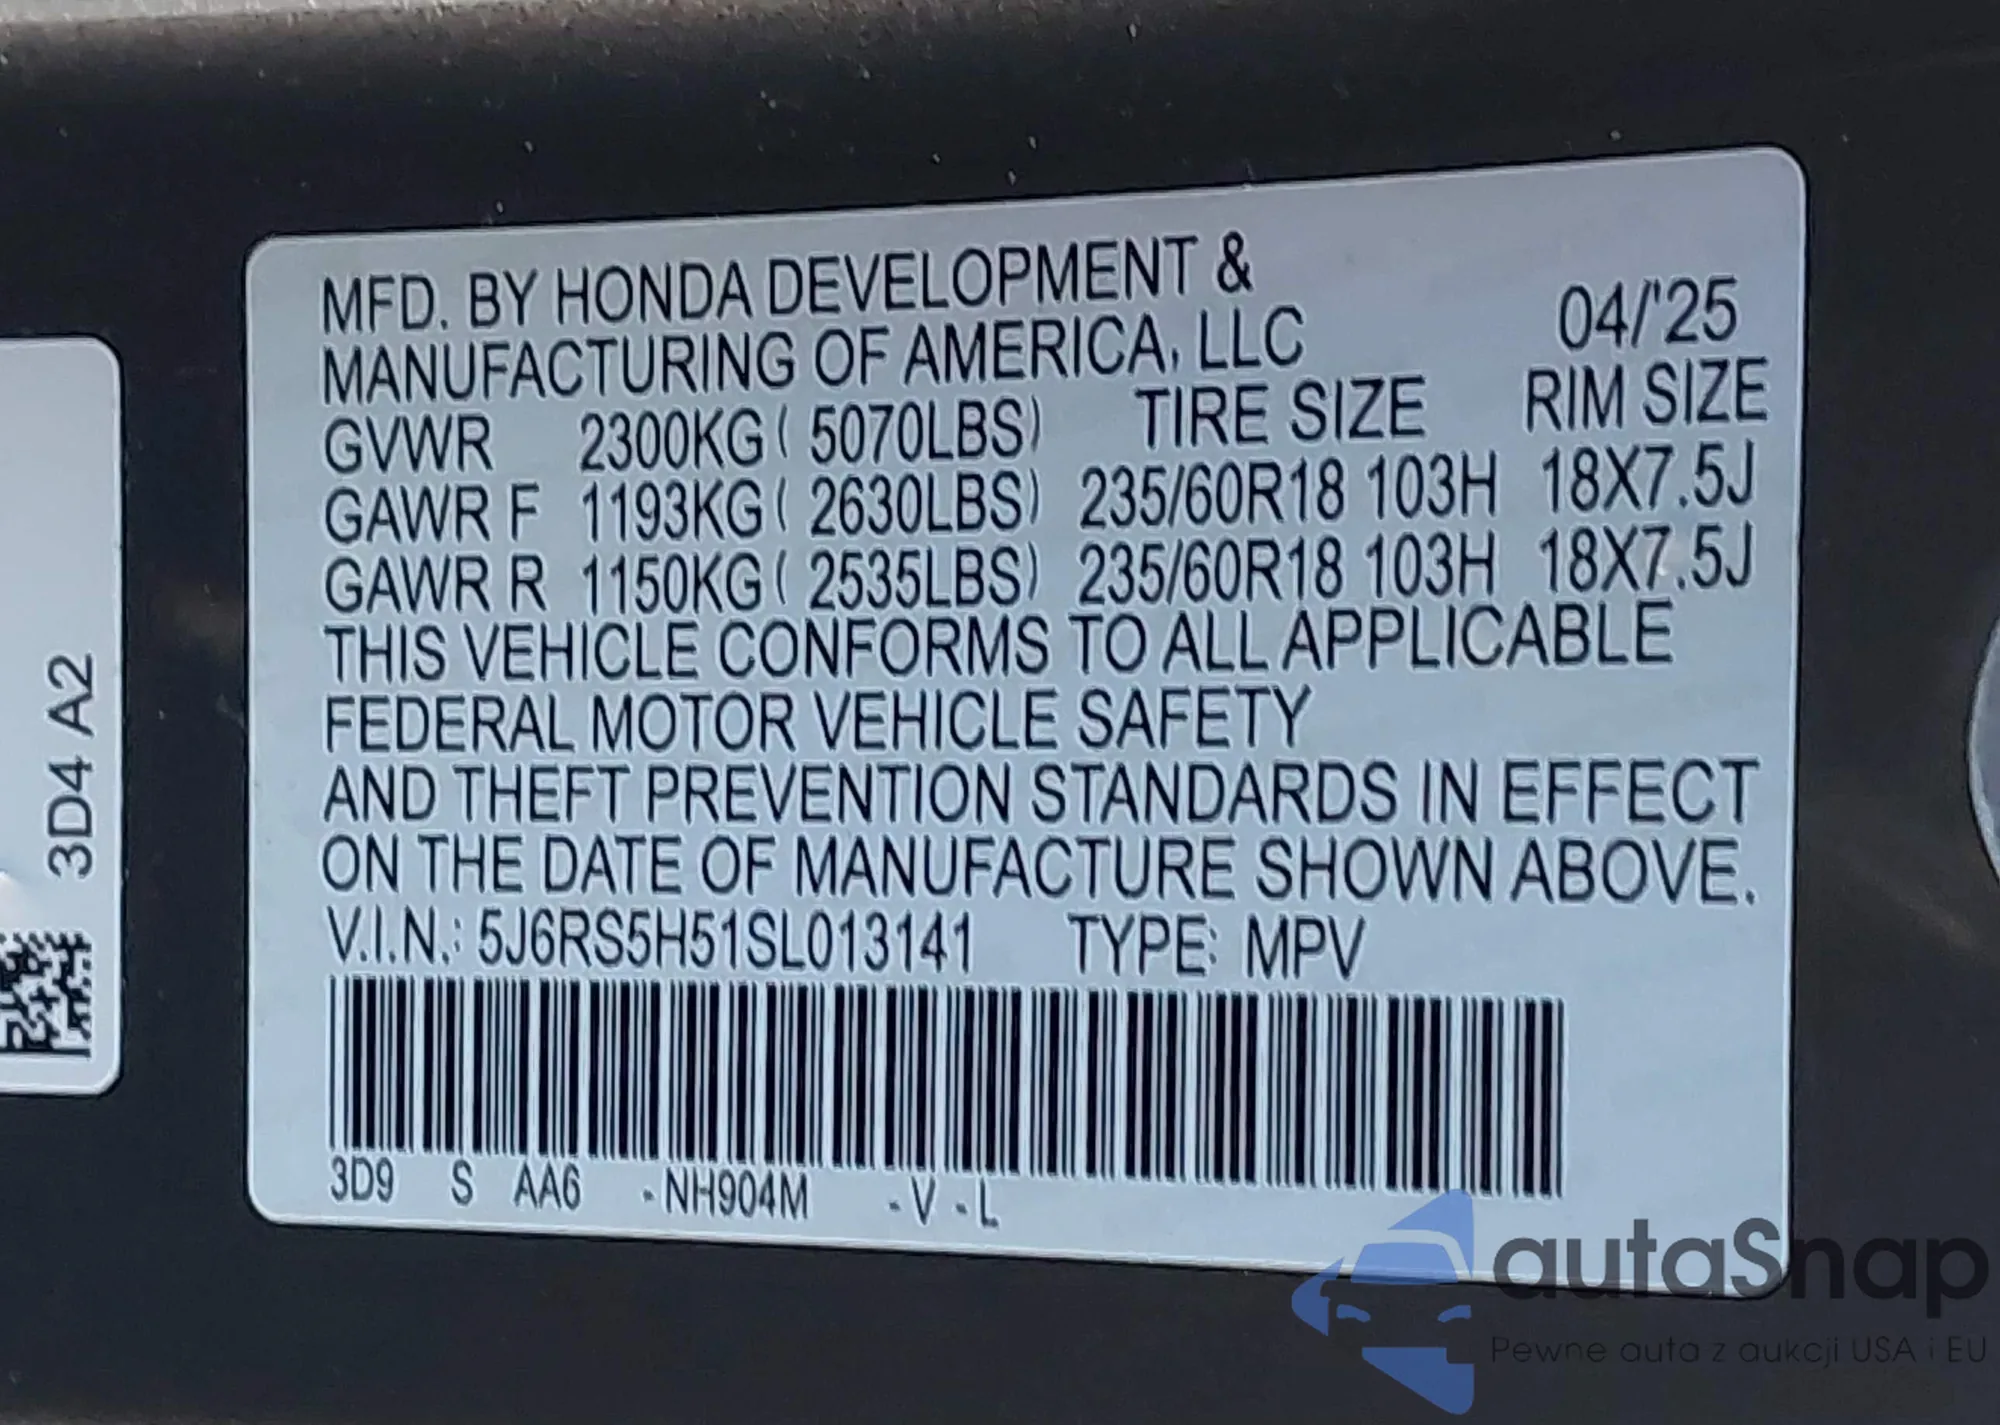 MFD. BY HONDA DEVELOPMENT &
MANUFACTURING OF AMERICA, LLC 04/'25
GVWR 2300KG ( 5070LBS) TIRE SIZE RIM SIZE
GAWR F 1193KG ( 2630LBS) 235/60R18 103H 18X7.5J
GAWR R 1150KG ( 2535LBS) 235/60R18 103H 18X7.5J
THIS VEHICLE CONFORMS TO ALL APPLICABLE
FEDERAL MOTOR VEHICLE SAFETY
AND THEFT PREVENTION STANDARDS IN EFFECT
ON THE DATE OF MANUFACTURE SHOWN ABOVE.
V.I.N.: 5J6RS5H51SL013141 TYPE: MPV
3D9 S AA6 -NH904M -V -L
3D4 A2
autaSnap
Pewne auta z aukcji USA i EU